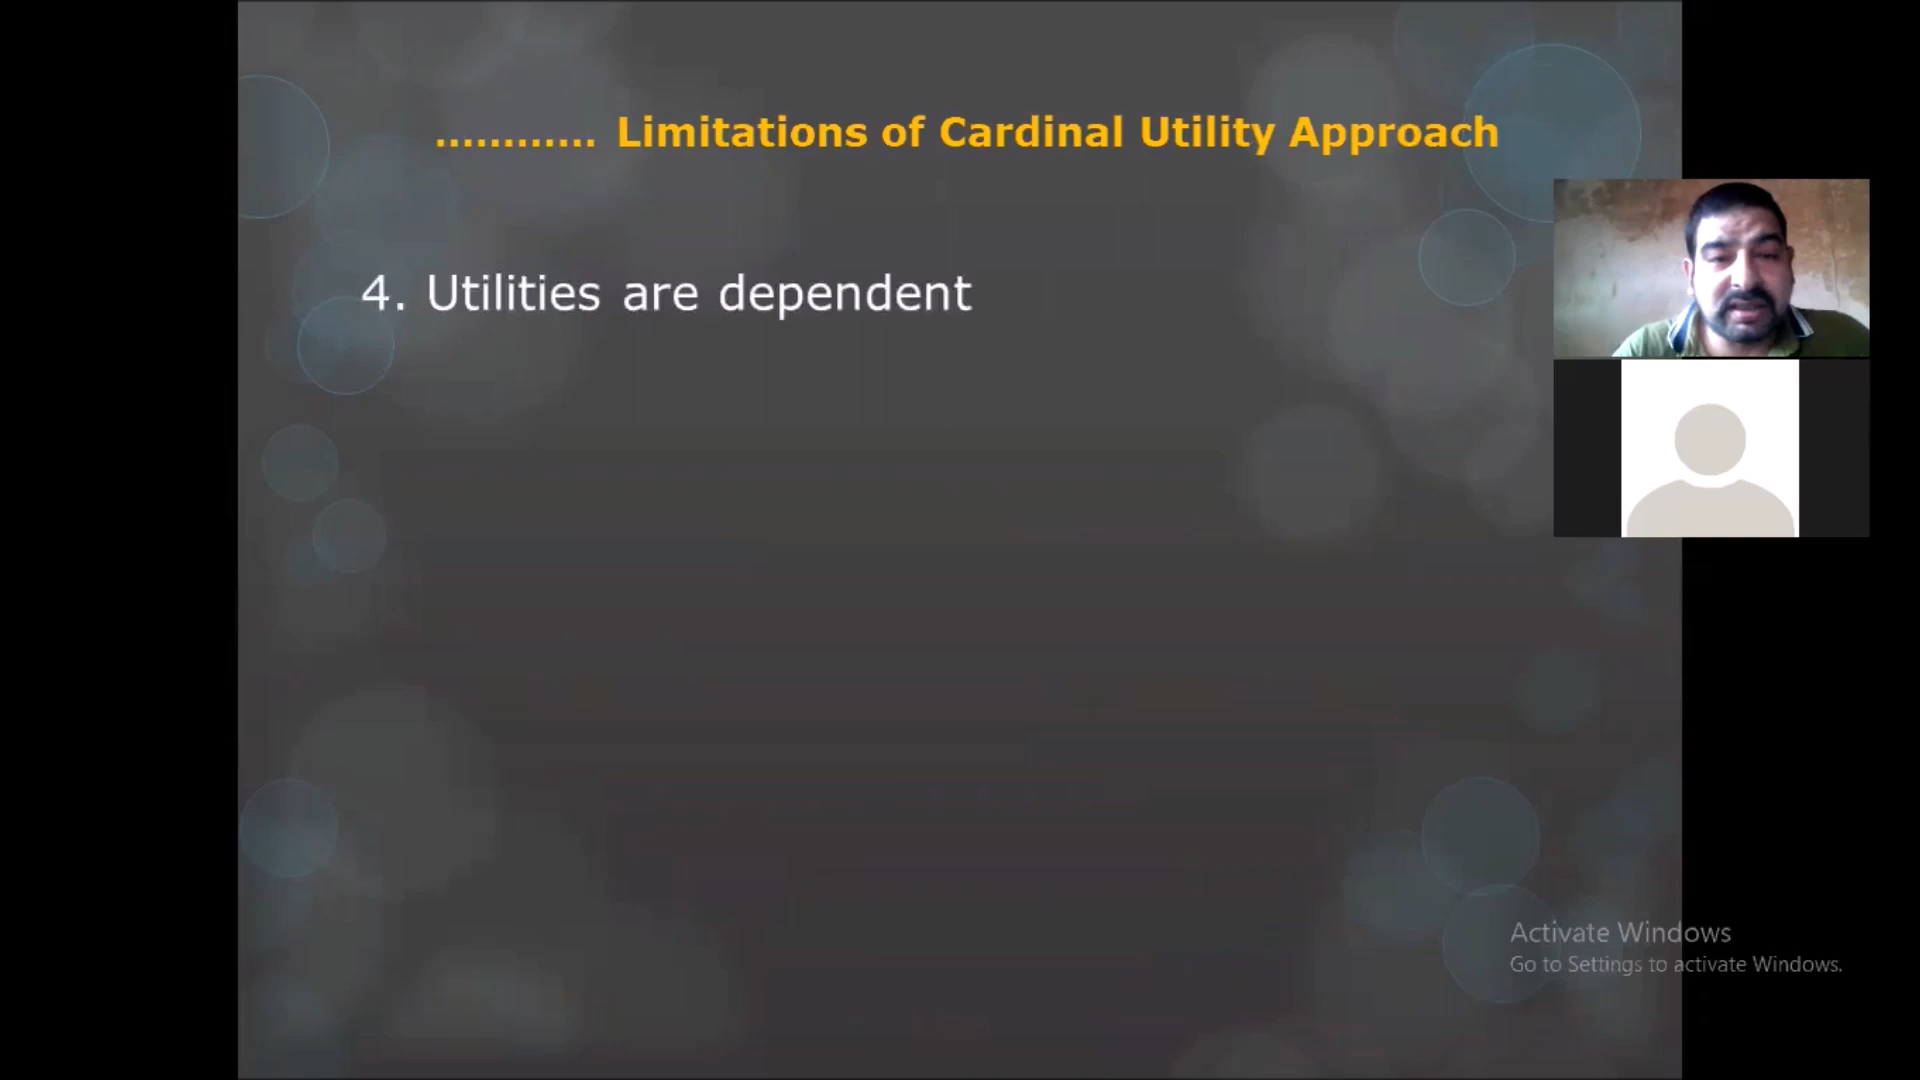 ............ Limitations of Cardinal Utility Approach
4. Utilities are dependent
Activate Windows
Go to Settings to activate Windows.